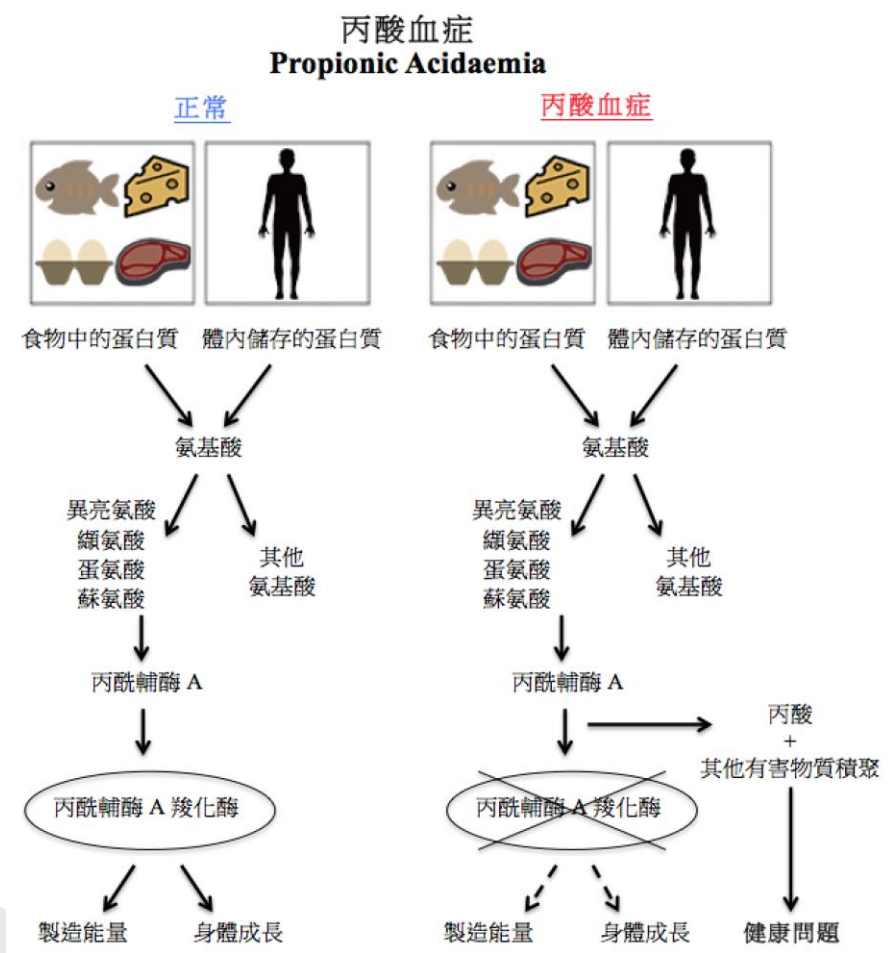 丙酸血症
Propionic Acidaemia
正常
食物中的蛋白質
體內儲存的蛋白質
氨基酸
異亮氨酸
纈氨酸
蛋氨酸
蘇氨酸
其他
氨基酸
丙酰輔酶 A
丙酰輔酶 A 羧化酶
製造能量
身體成長
丙酸血症
食物中的蛋白質
體內儲存的蛋白質
氨基酸
異亮氨酸
纈氨酸
蛋氨酸
蘇氨酸
其他
氨基酸
丙酰輔酶 A
丙酸
+
其他有害物質積聚
丙酰輔酶 A 羧化酶
製造能量
身體成長
健康問題